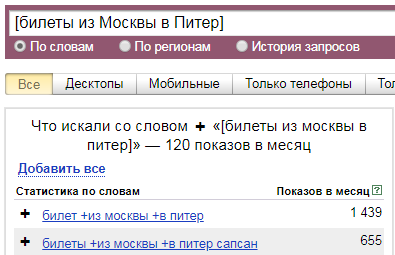 [билеты из Москвы в Питер]
По словам По регионам История запросов
Все Десктопы Мобильные Только телефоны Тол
Что искали со словом + «[билеты из москвы в
питер]» — 120 показов в месяц
Добавить все
Статистика по словам Показов в месяц ?
+ билет +из москвы +в питер 1 439
+ билеты +из москвы +в питер сапсан 655